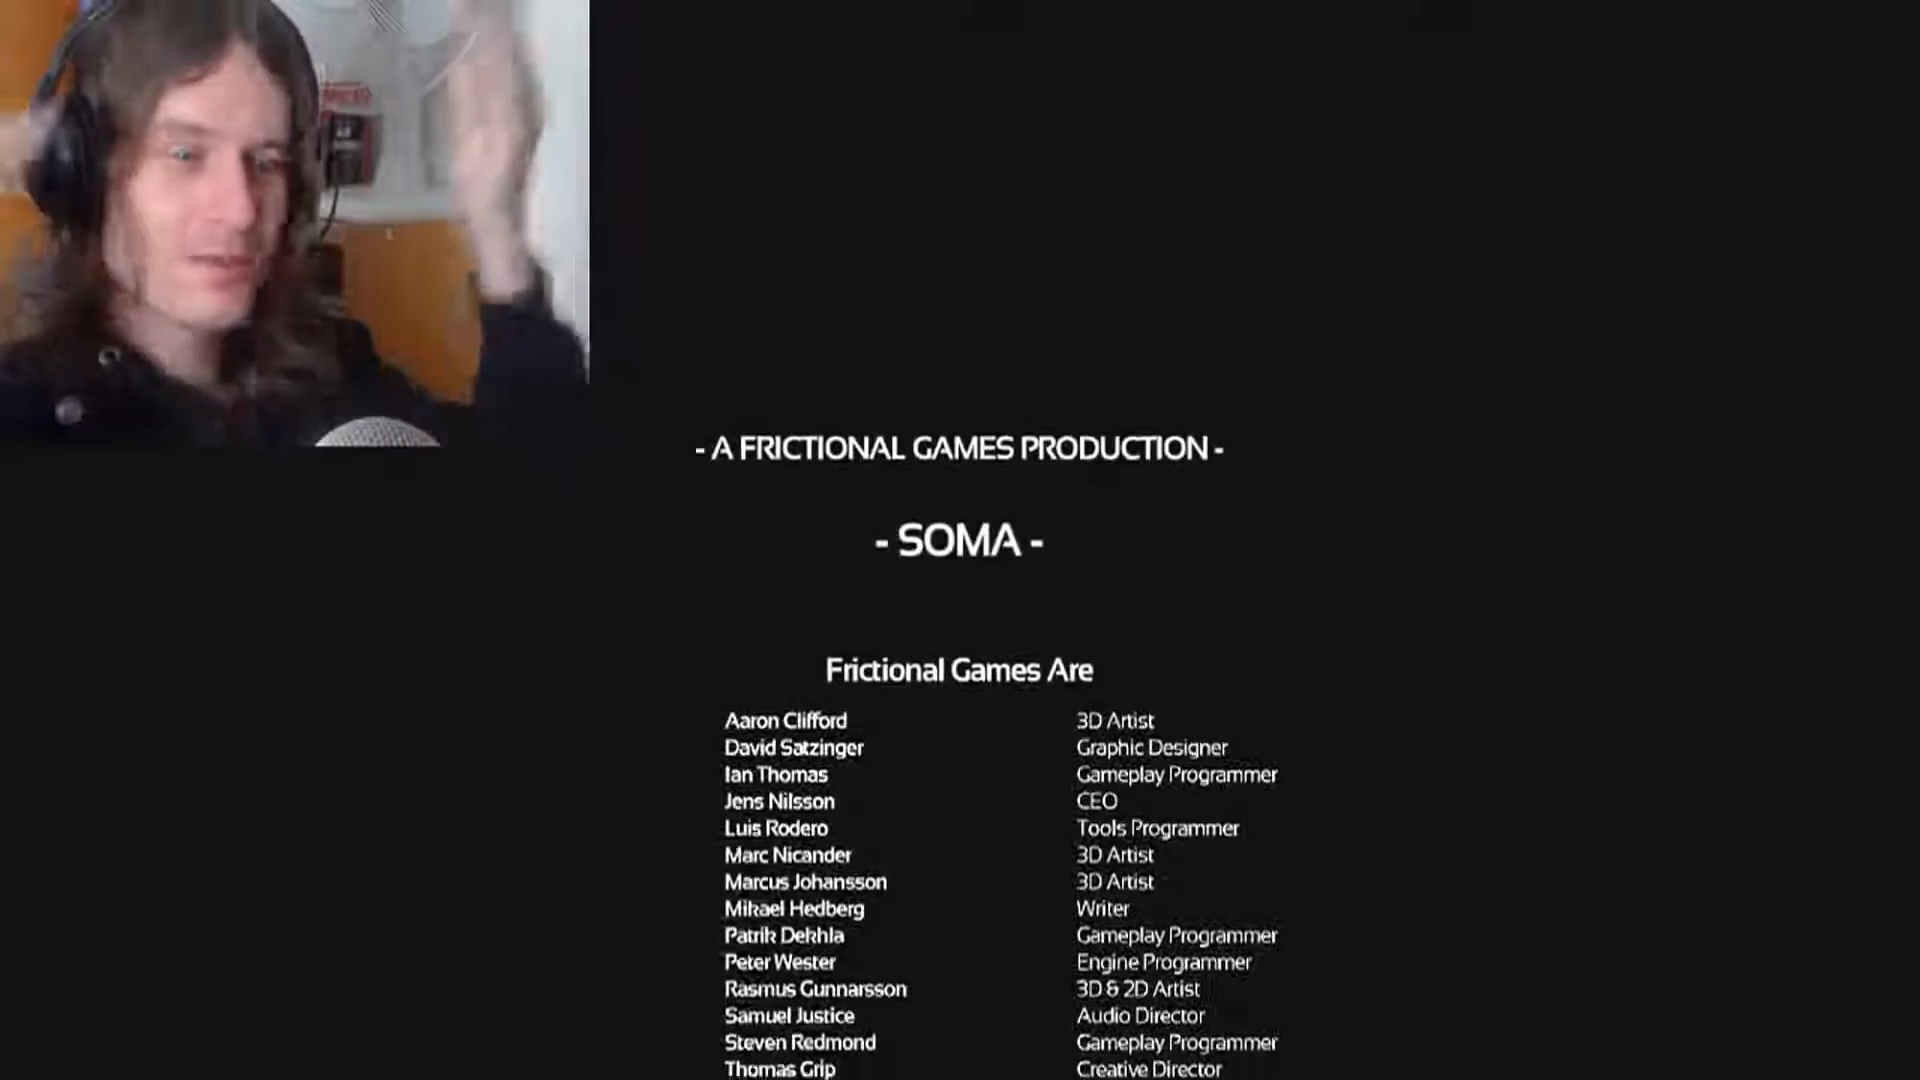 - A FRICTIONAL GAMES PRODUCTION -
- SOMA -
Frictional Games Are
Aaron Clifford 3D Artist
David Satzinger Graphic Designer
Ian Thomas Gameplay Programmer
Jens Nilsson CEO
Luis Rodero Tools Programmer
Marc Nicander 3D Artist
Marcus Johansson 3D Artist
Mikael Hedberg Writer
Patrik Dekhla Gameplay Programmer
Peter Wester Engine Programmer
Rasmus Gunnarsson 3D & 2D Artist
Samuel Justice Audio Director
Steven Redmond Gameplay Programmer
Thomas Grip Creative Director